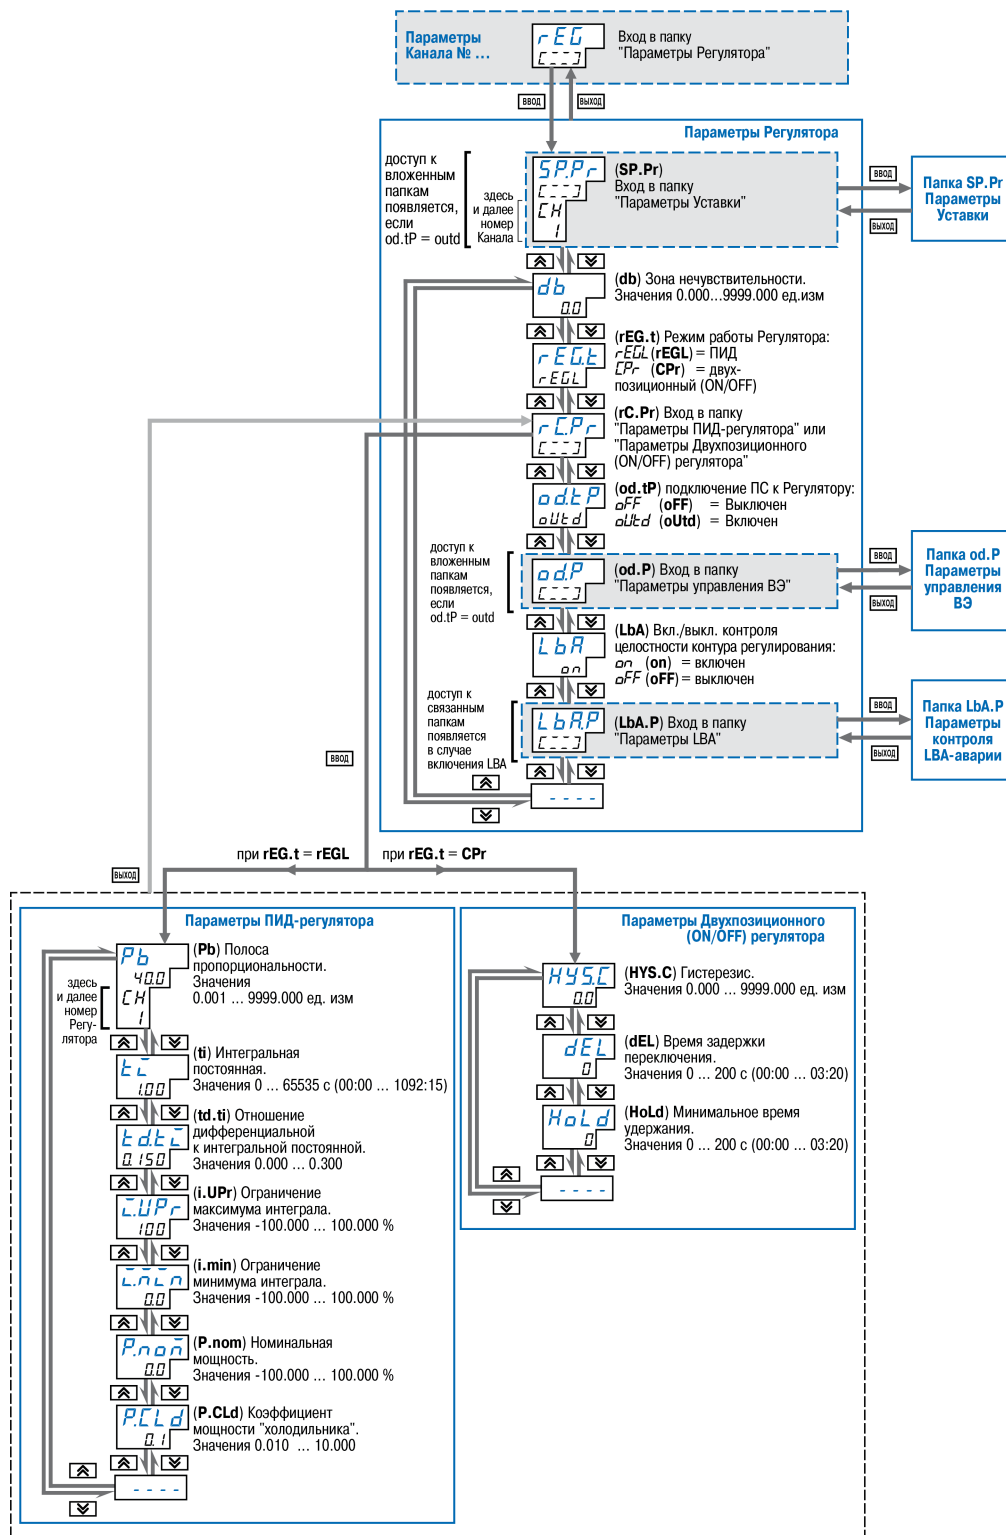 Параметры
Канала № ...
rEG
[- - -]
Вход в папку
"Параметры Регулятора"
ВВОД
ВЫХОД
Параметры Регулятора
доступ к
вложенным
папкам
появляется,
если
od.tP = outd
здесь
и далее
номер
Канала
SP.Pr
[- - -]
CH
1
(SP.Pr)
Вход в папку
"Параметры Уставки"
ВВОД
ВЫХОД
Папка SP.Pr
Параметры
Уставки
db
0.0
(db) Зона нечувствительности.
Значения 0.000...9999.000 ед.изм
rEG.t
rEGL
(rEG.t) Режим работы Регулятора:
rEGL (rEGL) = ПИД
CPr (CPr) = двух-
позиционный (ON/OFF)
rC.Pr
[- - -]
(rC.Pr) Вход в папку
"Параметры ПИД-регулятора" или
"Параметры Двухпозиционного
(ON/OFF) регулятора"
od.tP
oUtd
(od.tP) подключение ПС к Регулятору:
oFF (oFF) = Выключен
oUtd (oUtd) = Включен
доступ к
вложенным
папкам
появляется,
если
od.tP = outd
od.P
[- - -]
(od.P) Вход в папку
"Параметры управления ВЭ"
ВВОД
ВЫХОД
Папка od.P
Параметры
управления
ВЭ
LbA
on
(LbA) Вкл./выкл. контроля
целостности контура регулирования:
on (on) = включен
oFF (oFF) = выключен
доступ к
связанным
папкам
появляется
в случае
включения LBA
LbA.P
[- - -]
(LbA.P) Вход в папку
"Параметры LBA"
ВВОД
ВЫХОД
Папка LbA.P
Параметры
контроля
LBA-аварии
- - - -
ВВОД
при rEG.t = rEGL
при rEG.t = CPr
ВЫХОД
Параметры ПИД-регулятора
Pb
40.0
CH
1
здесь
и далее
номер
Регу-
лятора
(Pb) Полоса
пропорциональности.
Значения
0.001 ... 9999.000 ед. изм
ti
1.00
(ti) Интегральная
постоянная.
Значения 0 ... 65535 с (00:00 ... 1092:15)
td.ti
0.150
(td.ti) Отношение
дифференциальной
к интегральной постоянной.
Значения 0.000 ... 0.300
i.UPr
100
(i.UPr) Ограничение
максимума интеграла.
Значения -100.000 ... 100.000 %
i.min
0.0
(i.min) Ограничение
минимума интеграла.
Значения -100.000 ... 100.000 %
P.nom
0.0
(P.nom) Номинальная
мощность.
Значения -100.000 ... 100.000 %
P.CLd
0.1
(P.CLd) Коэффициент
мощности "холодильника".
Значения 0.010 ... 10.000
- - - -
Параметры Двухпозиционного
(ON/OFF) регулятора
HYS.C
0.0
(HYS.C) Гистерезис.
Значения 0.000 ... 9999.000 ед. изм
dEL
0
(dEL) Время задержки
переключения.
Значения 0 ... 200 с (00:00 ... 03:20)
HoLd
0
(HoLd) Минимальное время
удержания.
Значения 0 ... 200 с (00:00 ... 03:20)
- - - -